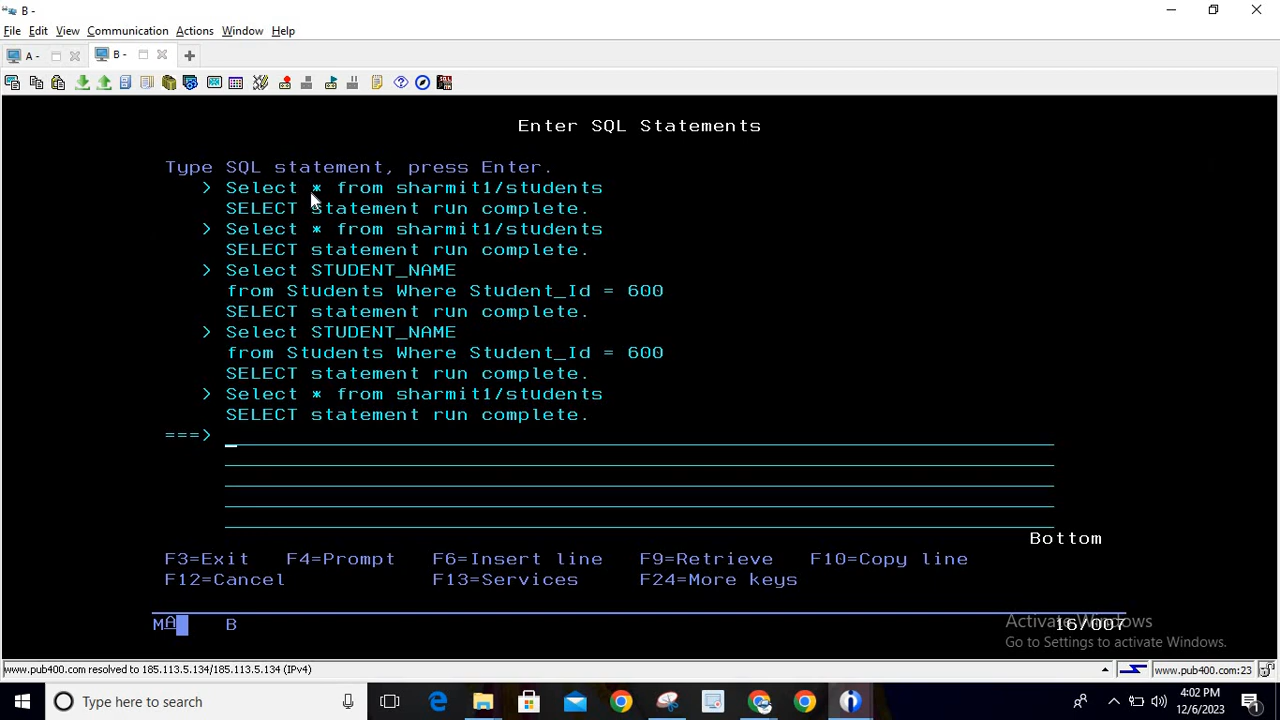 B -
File Edit View Communication Actions Window Help
A - B -
Enter SQL Statements
Type SQL statement, press Enter.
> Select * from sharmit1/students
SELECT statement run complete.
> Select * from sharmit1/students
SELECT statement run complete.
> Select STUDENT_NAME
from Students Where Student_Id = 600
SELECT statement run complete.
> Select STUDENT_NAME
from Students Where Student_Id = 600
SELECT statement run complete.
> Select * from sharmit1/students
SELECT statement run complete.
===>
Bottom
F3=Exit F4=Prompt F6=Insert line F9=Retrieve F10=Copy line
F12=Cancel F13=Services F24=More keys
MA B 16/007
Activate Windows
Go to Settings to activate Windows.
www.pub400.com resolved to 185.113.5.134/185.113.5.134 (IPv4) www.pub400.com:23
Type here to search
4:02 PM
12/6/2023